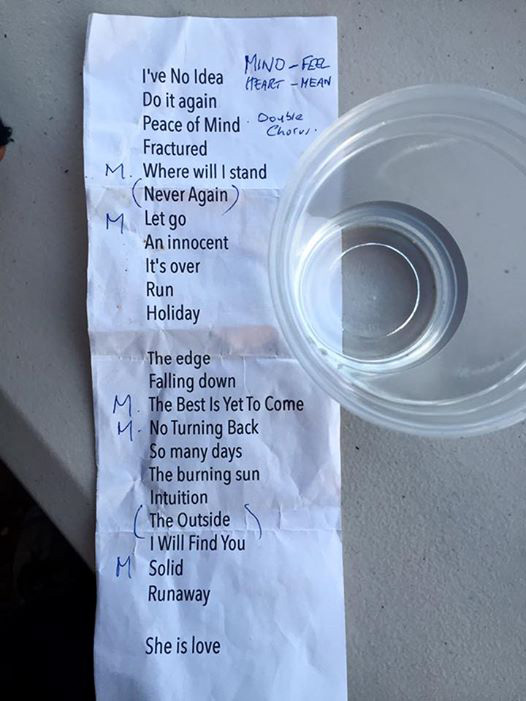 I've No Idea MIND - FEEL
HEART - MEAN
Do it again
Peace of Mind . Double
Chorus.
Fractured
M. Where will I stand
(Never Again)
M Let go
An innocent
It's over
Run
Holiday
The edge
Falling down
M. The Best Is Yet To Come
M. No Turning Back
So many days
The burning sun
Intuition
(The Outside)
I Will Find You
M Solid
Runaway
She is love